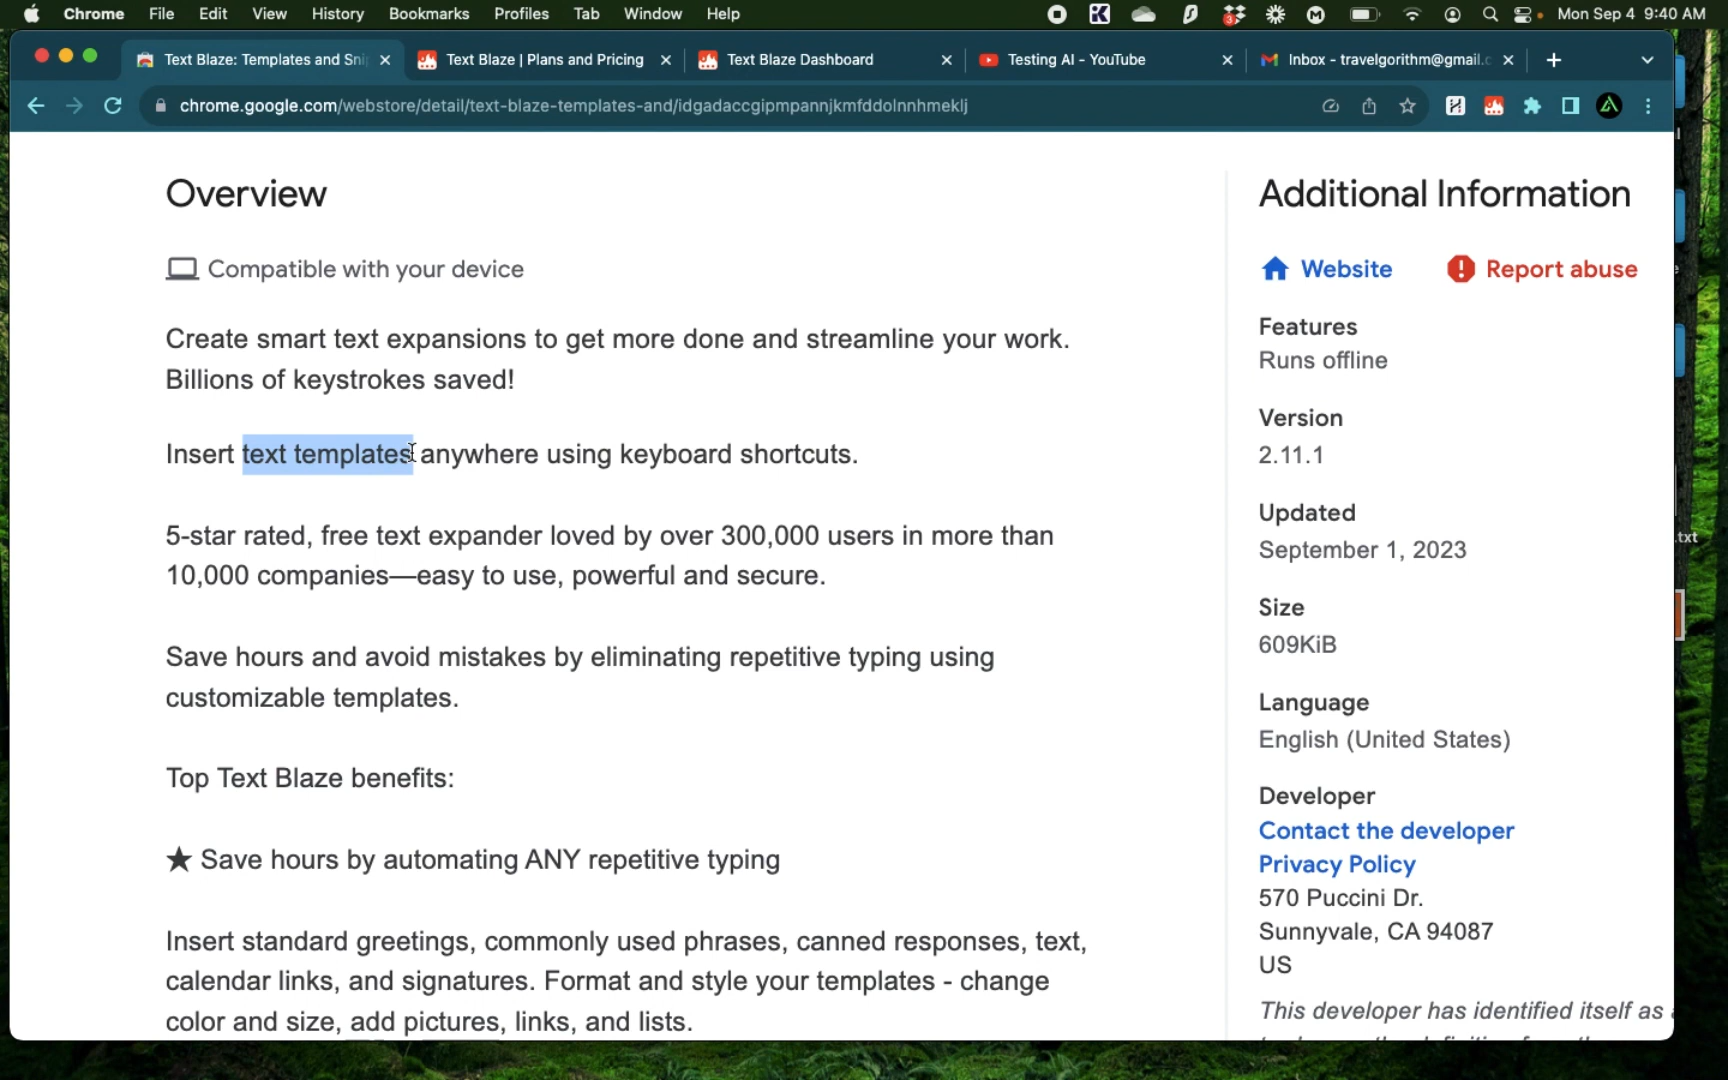 Chrome File Edit View History Bookmarks Profiles Tab Window Help 3 Mon Sep 4 9:40 AM
Text Blaze: Templates and Sni Text Blaze | Plans and Pricing Text Blaze Dashboard Testing AI - YouTube Inbox - travelgorithm@gmail.c
chrome.google.com/webstore/detail/text-blaze-templates-and/idgadaccgipmpannjkmfddolnnhmeklj
Overview
Compatible with your device
Create smart text expansions to get more done and streamline your work.
Billions of keystrokes saved!
Insert text templates anywhere using keyboard shortcuts.
5-star rated, free text expander loved by over 300,000 users in more than
10,000 companies—easy to use, powerful and secure.
Save hours and avoid mistakes by eliminating repetitive typing using
customizable templates.
Top Text Blaze benefits:
★ Save hours by automating ANY repetitive typing
Insert standard greetings, commonly used phrases, canned responses, text,
calendar links, and signatures. Format and style your templates - change
color and size, add pictures, links, and lists.
Additional Information
Website Report abuse
Features
Runs offline
Version
2.11.1
Updated
September 1, 2023
Size
609KiB
Language
English (United States)
Developer
Contact the developer
Privacy Policy
570 Puccini Dr.
Sunnyvale, CA 94087
US
This developer has identified itself as
.txt